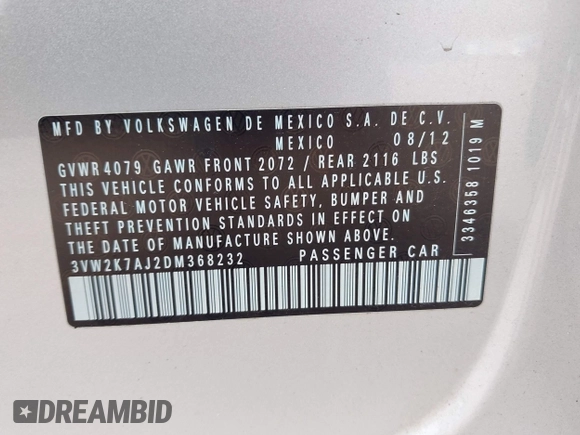 MFD BY VOLKSWAGEN DE MEXICO S.A. DE C.V.
MEXICO 08/12
GVWR 4079 GAWR FRONT 2072 / REAR 2116 LBS
THIS VEHICLE CONFORMS TO ALL APPLICABLE U.S.
FEDERAL MOTOR VEHICLE SAFETY, BUMPER AND
THEFT PREVENTION STANDARDS IN EFFECT ON
THE DATE OF MANUFACTURE SHOWN ABOVE
3VW2K7AJ2DM368232 PASSENGER CAR
3346358 1019 M
DREAMBID